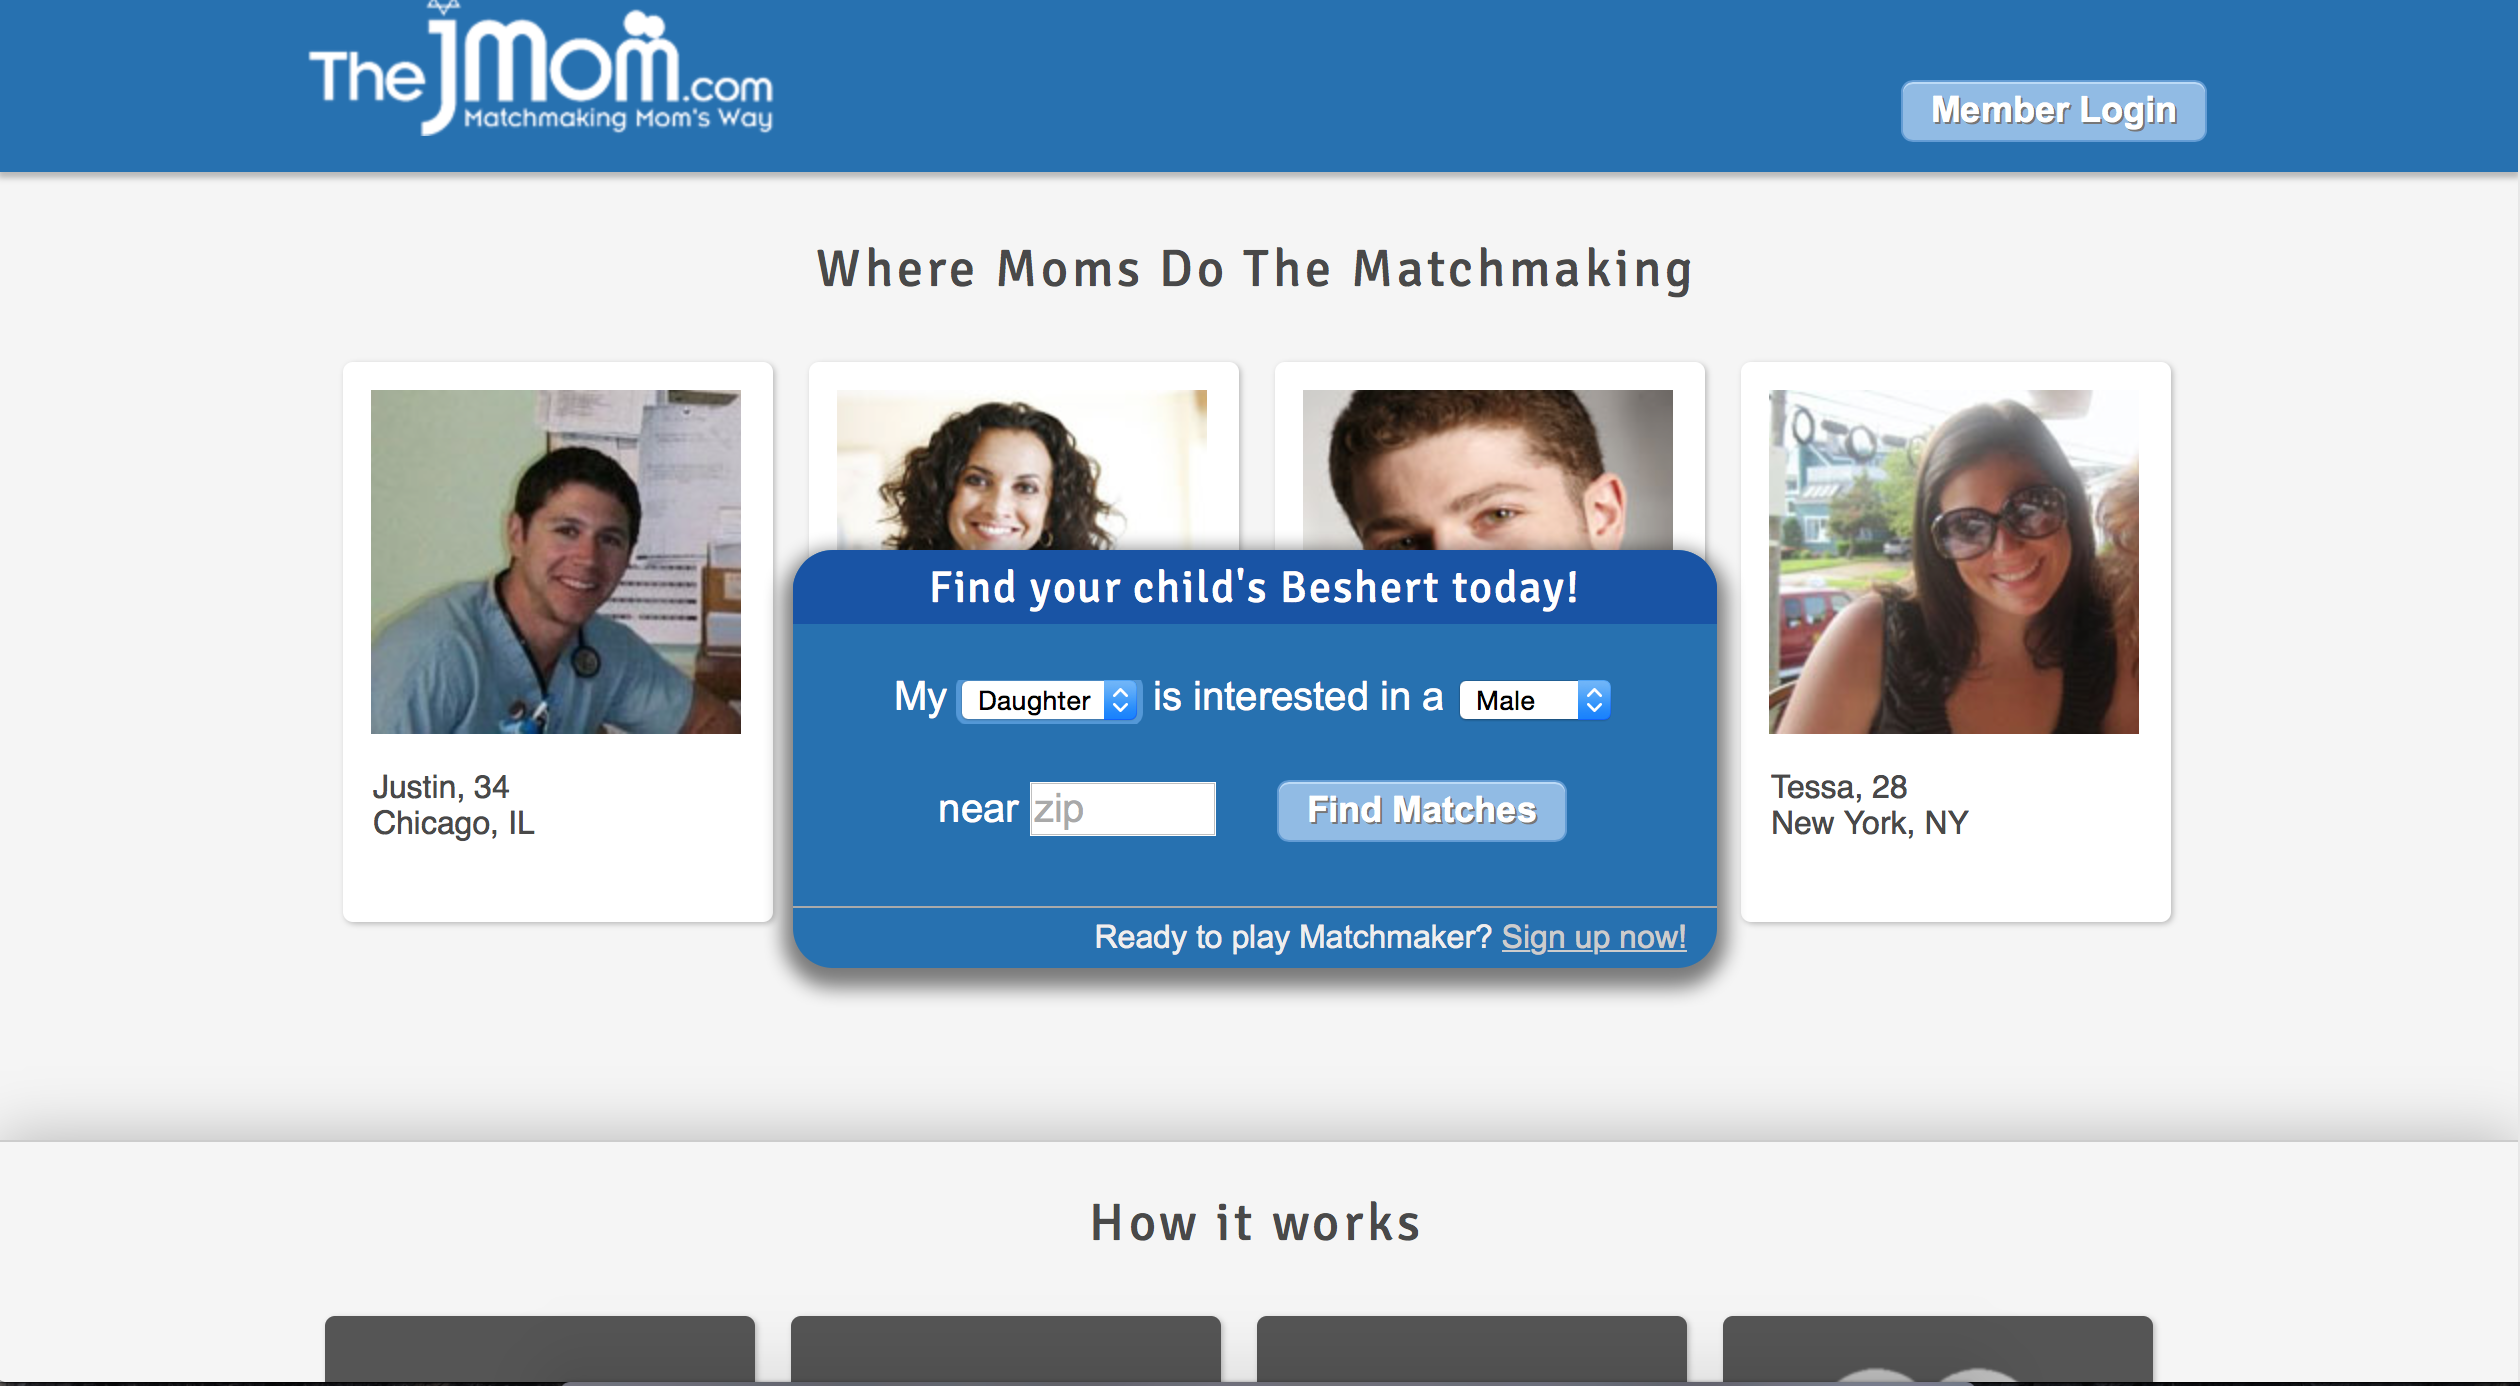 The JMom.com
Matchmaking Mom's Way
Member Login
Where Moms Do The Matchmaking
Find your child's Beshert today!
My Daughter is interested in a Male
near zip Find Matches
Ready to play Matchmaker? Sign up now!
Justin, 34
Chicago, IL
Tessa, 28
New York, NY
How it works